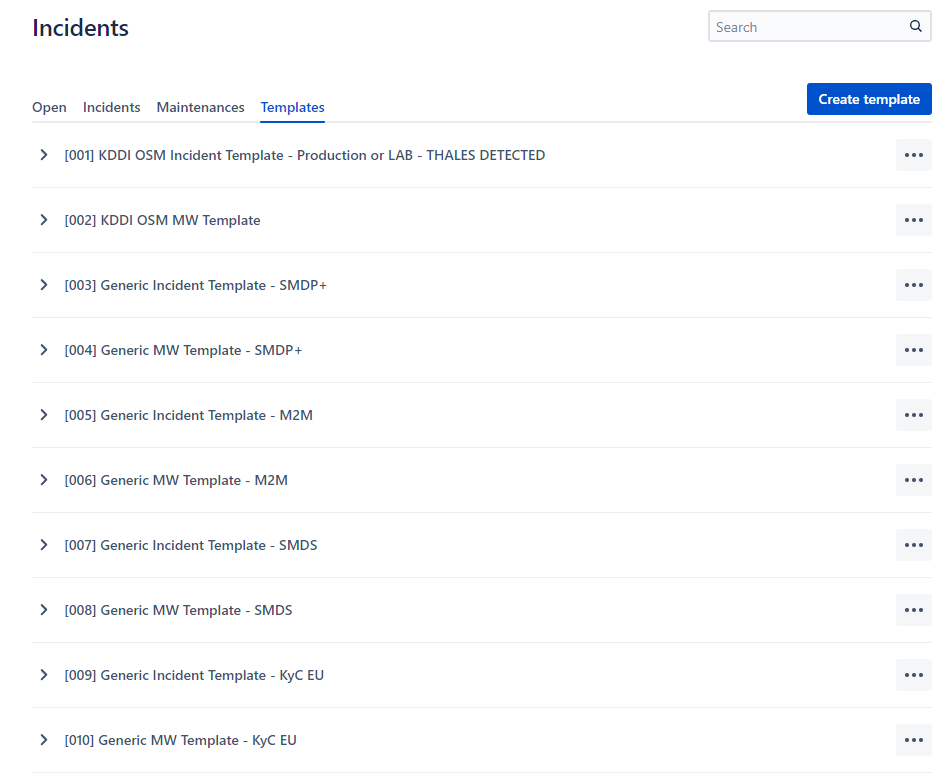 Incidents
Search
Open Incidents Maintenances Templates
Create template
[001] KDDI OSM Incident Template - Production or LAB - THALES DETECTED
[002] KDDI OSM MW Template
[003] Generic Incident Template - SMDP+
[004] Generic MW Template - SMDP+
[005] Generic Incident Template - M2M
[006] Generic MW Template - M2M
[007] Generic Incident Template - SMDS
[008] Generic MW Template - SMDS
[009] Generic Incident Template - KyC EU
[010] Generic MW Template - KyC EU